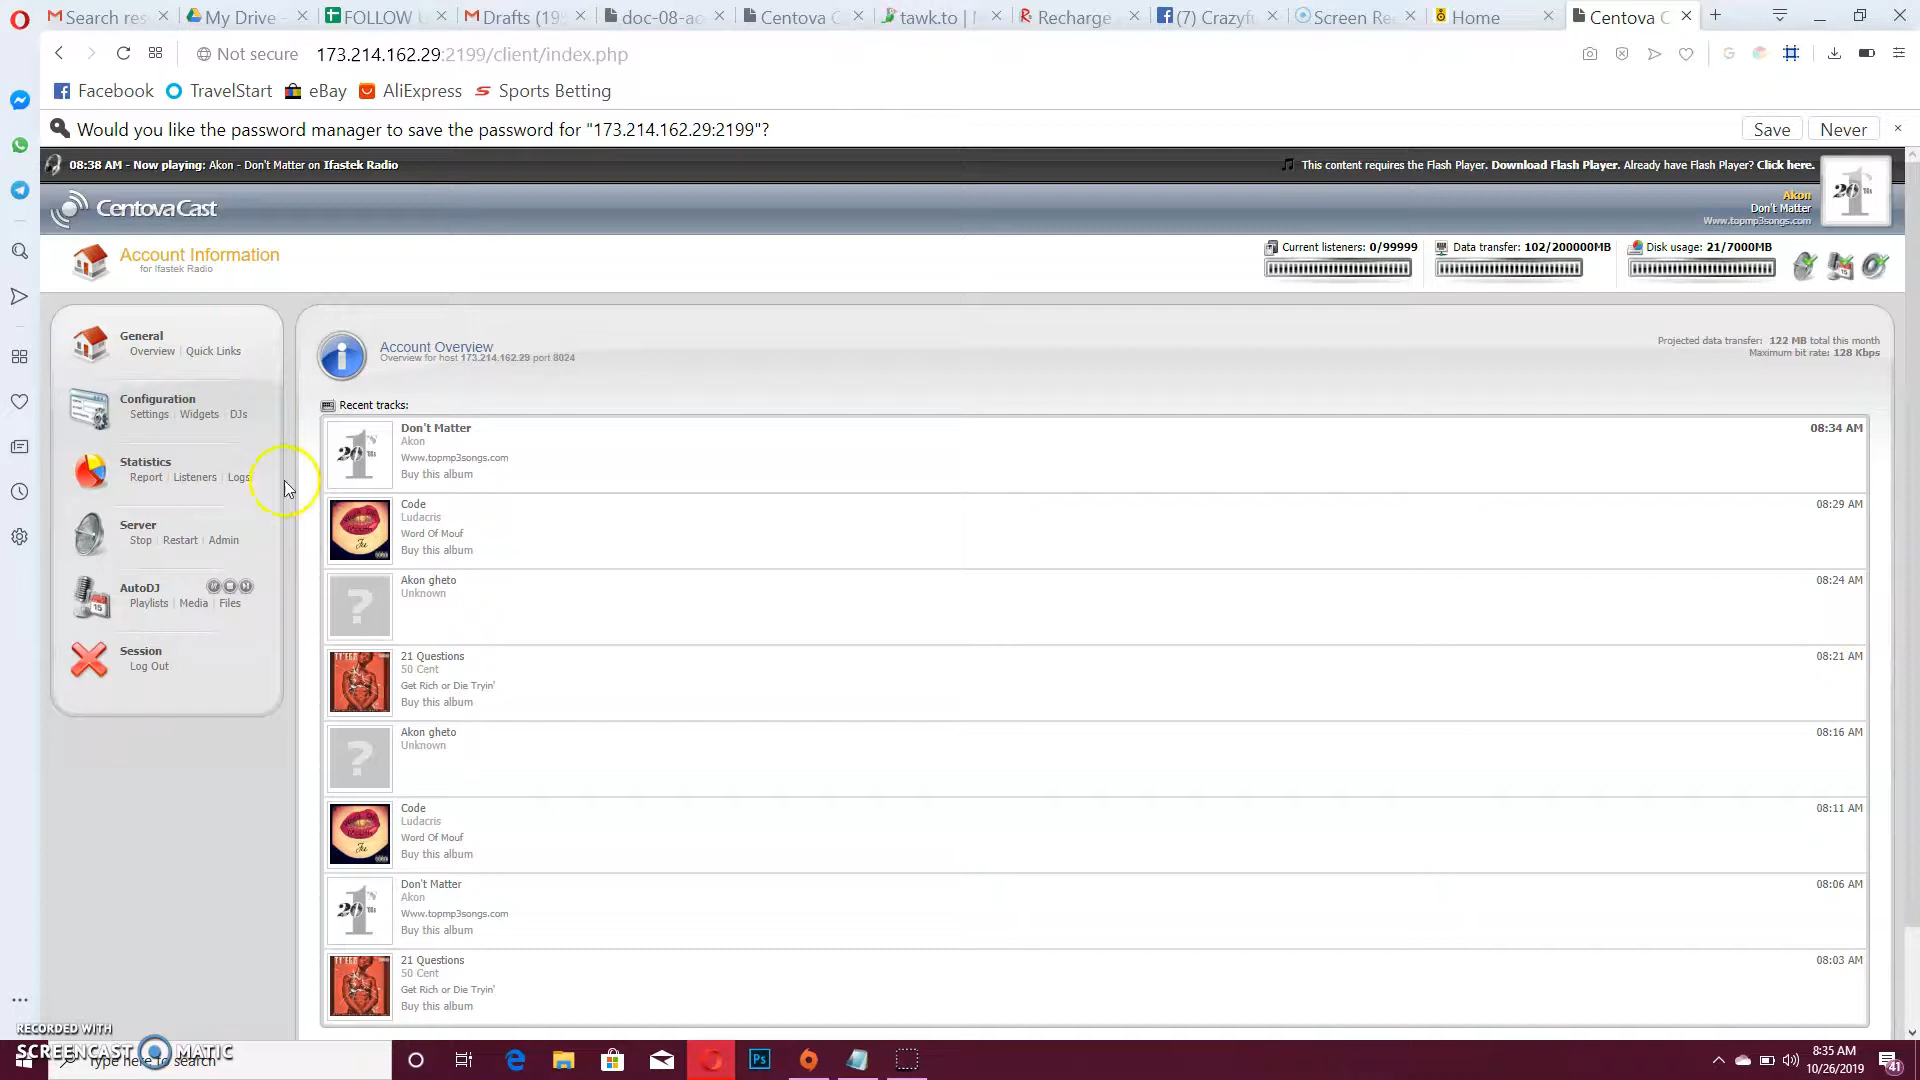 Search res
My Drive -
FOLLOW U
Drafts (19
doc-08-ac
Centova C
tawk.to |
Recharge
(7) Crazyfu
Screen Re
Home
Centova C
Not secure 173.214.162.29:2199/client/index.php
Facebook TravelStart eBay AliExpress Sports Betting
Would you like the password manager to save the password for "173.214.162.29:2199"? Save Never
08:38 AM - Now playing: Akon - Don't Matter on Ifastek Radio
This content requires the Flash Player. Download Flash Player. Already have Flash Player? Click here.
CentovaCast
Akon
Don't Matter
Www.topmp3songs.com
Account Information
for Ifastek Radio
Current listeners: 0/99999
Data transfer: 102/200000MB
Disk usage: 21/7000MB
General
Overview | Quick Links
Configuration
Settings | Widgets | DJs
Statistics
Report | Listeners | Logs
Server
Stop | Restart | Admin
AutoDJ
Playlists | Media | Files
Session
Log Out
Account Overview
Overview for host 173.214.162.29 port 8024
Projected data transfer: 122 MB total this month
Maximum bit rate: 128 Kbps
Recent tracks:
Don't Matter 08:34 AM
Akon
Www.topmp3songs.com
Buy this album
Code 08:29 AM
Ludacris
Word Of Mouf
Buy this album
Akon gheto 08:24 AM
Unknown
21 Questions 08:21 AM
50 Cent
Get Rich or Die Tryin'
Buy this album
Akon gheto 08:16 AM
Unknown
Code 08:11 AM
Ludacris
Word Of Mouf
Buy this album
Don't Matter 08:06 AM
Akon
Www.topmp3songs.com
Buy this album
21 Questions 08:03 AM
50 Cent
Get Rich or Die Tryin'
Buy this album
RECORDED WITH
SCREENCAST MATIC
Type here to search
8:35 AM
10/26/2019
41